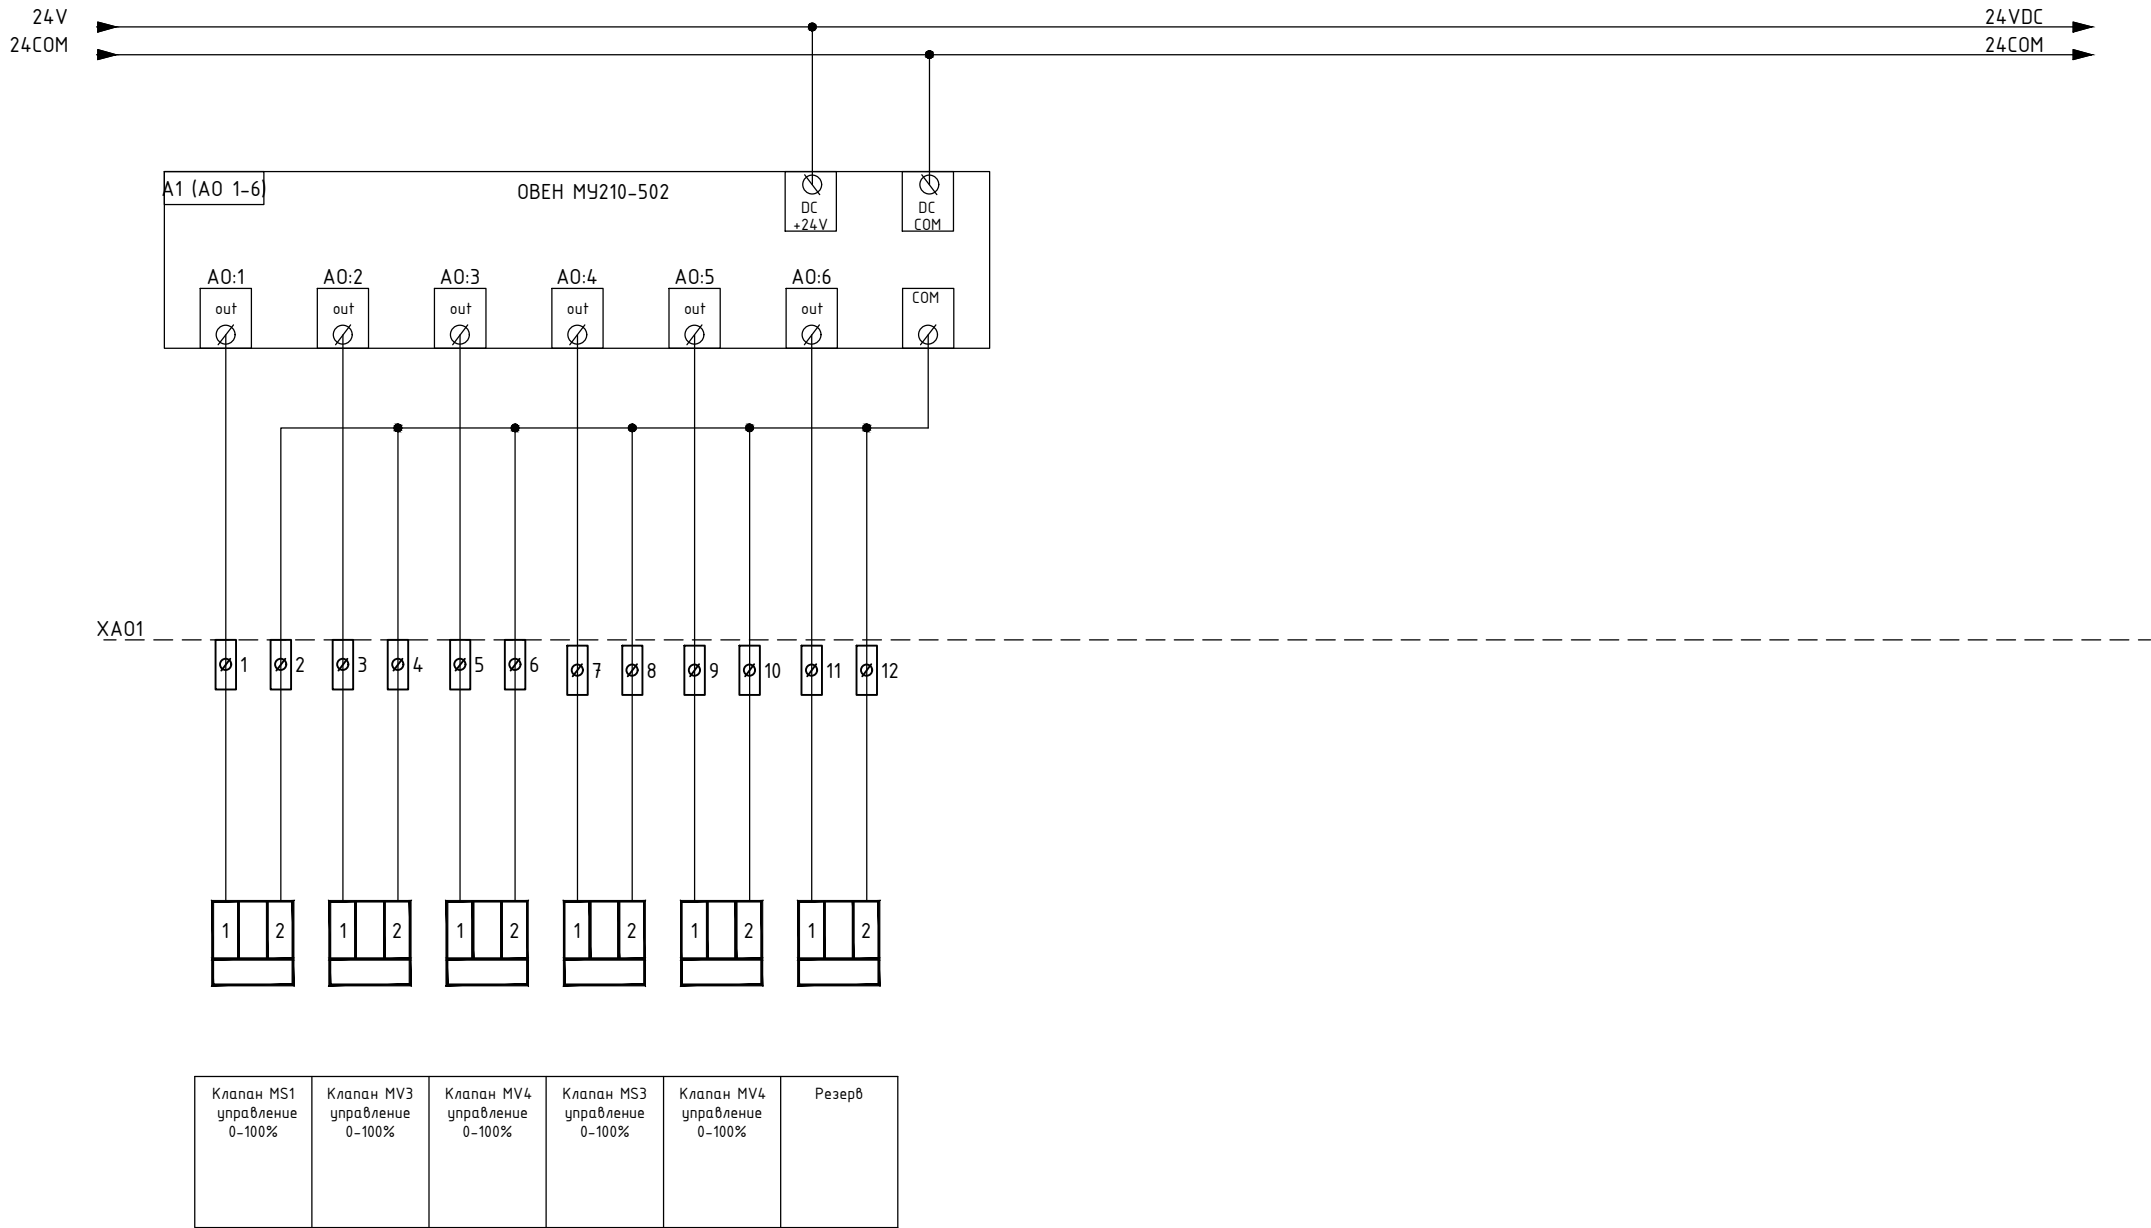 24V
24VDC
24COM
24COM
A1 (AO 1-6)
ОВЕН МУ210-502
DC
+24V
DC
COM
AO:1
AO:2
AO:3
AO:4
AO:5
AO:6
out
out
out
out
out
out
COM
XAO1
1
2
3
4
5
6
7
8
9
10
11
12
1
2
1
2
1
2
1
2
1
2
1
2
Клапан MS1
управление
0-100%
Клапан MV3
управление
0-100%
Клапан MV4
управление
0-100%
Клапан MS3
управление
0-100%
Клапан MV4
управление
0-100%
Резерв